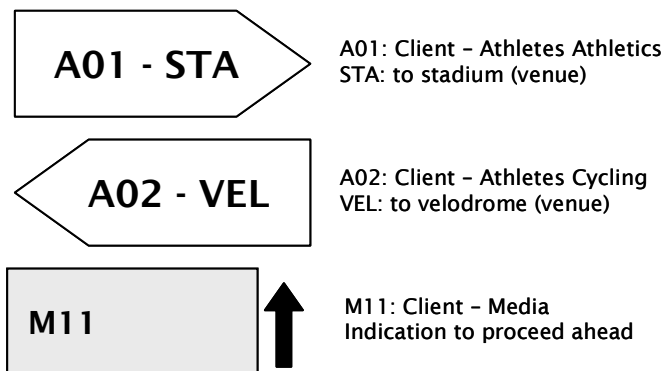 A01 - STA
A01: Client – Athletes Athletics
STA: to stadium (venue)
A02 - VEL
A02: Client – Athletes Cycling
VEL: to velodrome (venue)
M11
M11: Client – Media
Indication to proceed ahead